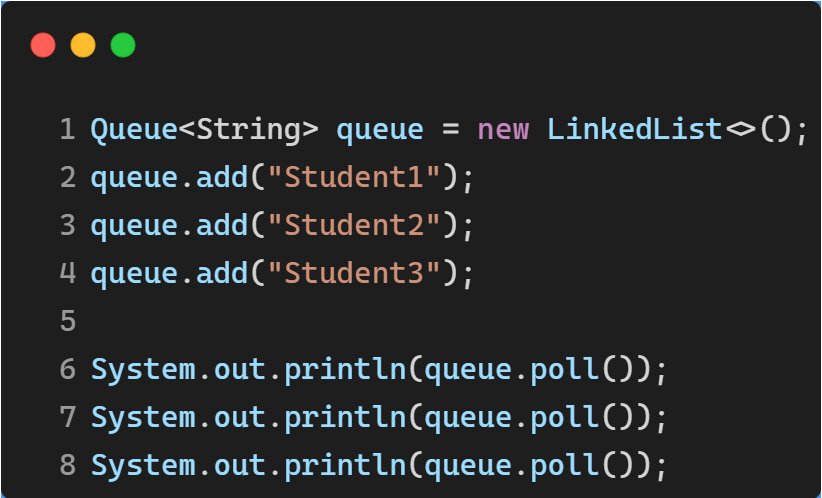 1 Queue<String> queue = new LinkedList<>();
2 queue.add("Student1");
3 queue.add("Student2");
4 queue.add("Student3");
5
6 System.out.println(queue.poll());
7 System.out.println(queue.poll());
8 System.out.println(queue.poll());